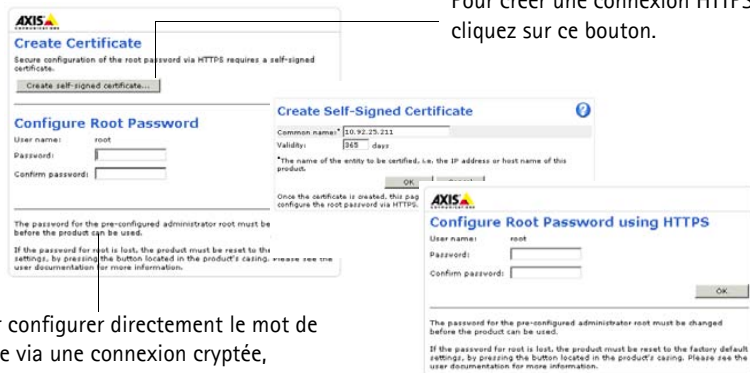 Pour créer une connexion HTTPS
cliquez sur ce bouton.
AXIS
COMMUNICATIONS
Create Certificate
Secure configuration of the root password via HTTPS requires a self-signed
certificate.
Create self-signed certificate...
Configure Root Password
User name: root
Password:
Confirm password:
The password for the pre-configured administrator root must be
before the product can be used.
If the password for root is lost, the product must be reset to the
settings, by pressing the button located in the product's casing. Please see the
user documentation for more information.
Create Self-Signed Certificate
Common name:* 10.92.25.211
Validity: 365 days
*The name of the entity to be certified, i.e, the IP address or host name of this
product.
OK
Once the certificate is created, this pag
configure the root password via HTTPS.
AXIS
COMMUNICATIONS
Configure Root Password using HTTPS
User name: root
Password:
Confirm password:
OK
The password for the pre-configured administrator root must be changed
before the product can be used.
If the password for root is lost, the product must be reset to the factory default
settings, by pressing the button located in the product's casing. Please see the
user documentation for more information.
r configurer directement le mot de
e via une connexion cryptée,